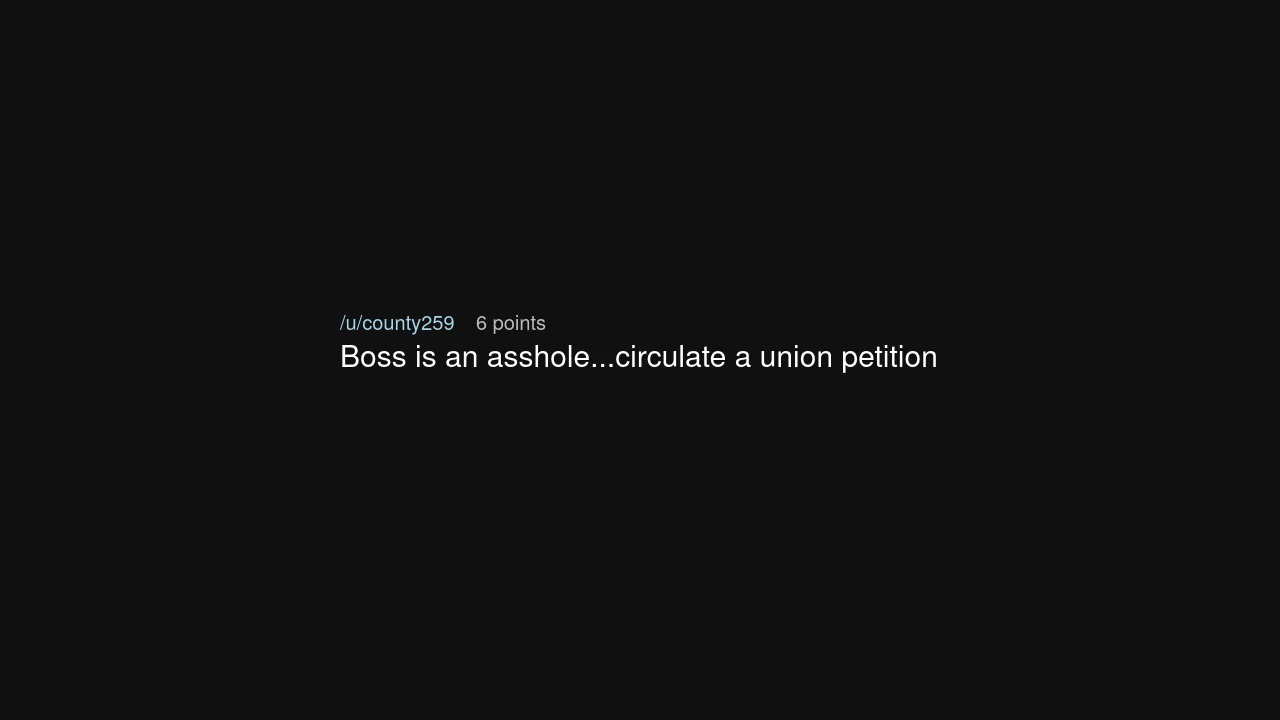 /u/county259 6 points
Boss is an asshole...circulate a union petition